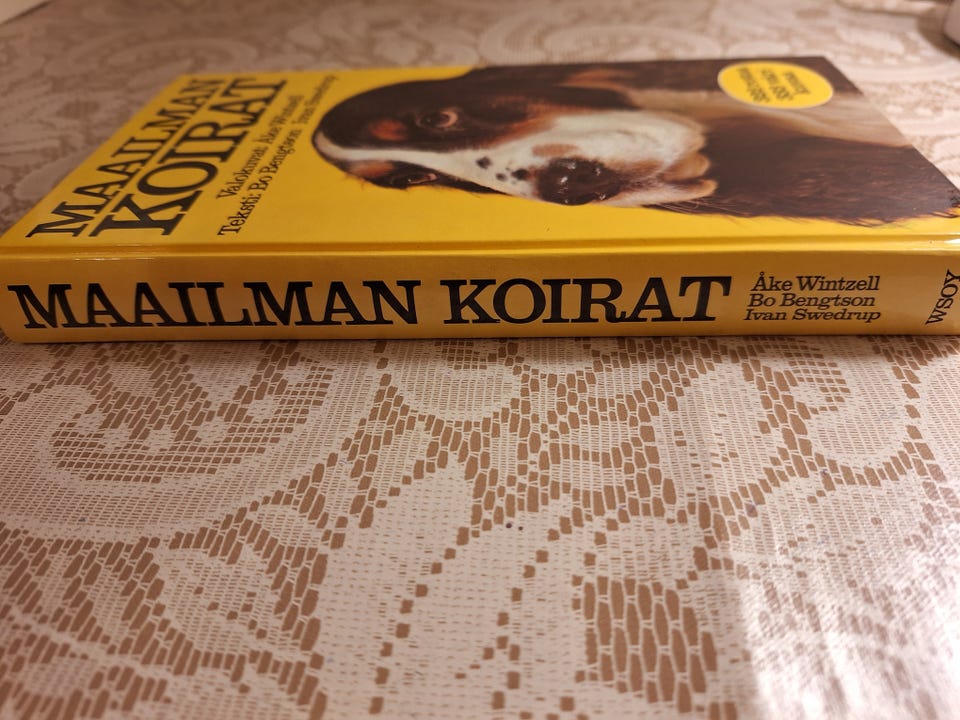 MAAILMAN
KOIRAT
Valokuvat: Åke Wintzell
Teksti: Bo Bengtson Ivan Swedrup
MAAILMAN KOIRAT
Åke Wintzell
Bo Bengtson
Ivan Swedrup
WSOY